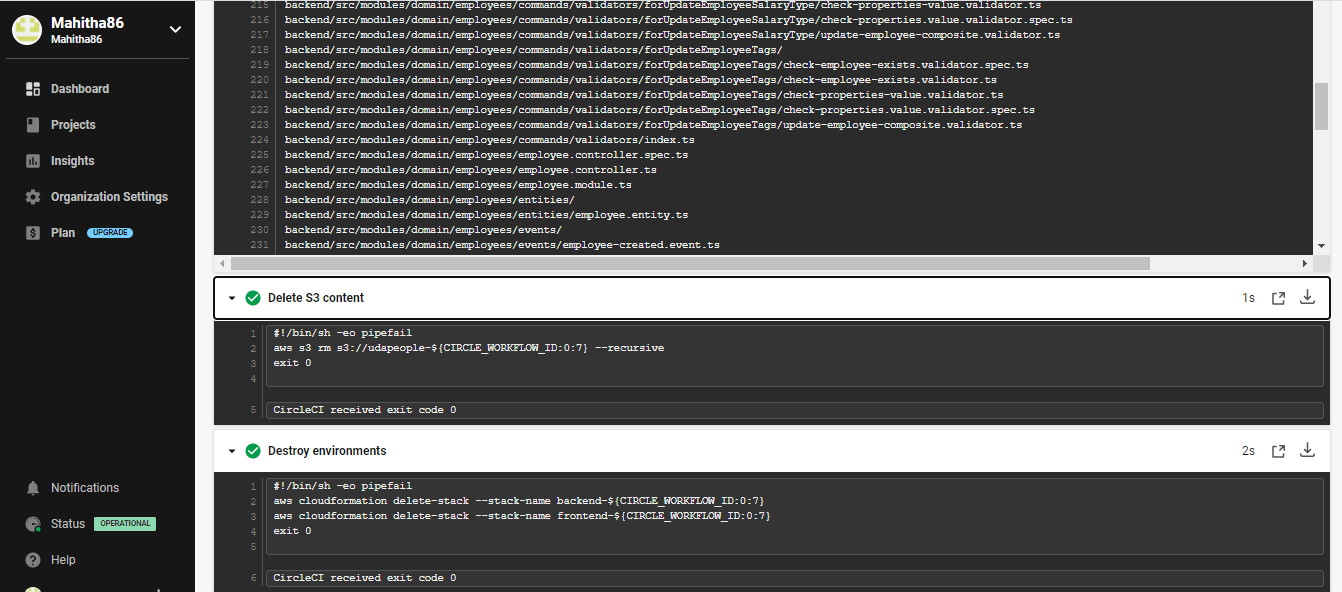 Mahitha86
Mahitha86
Dashboard
Projects
Insights
Organization Settings
Plan UPGRADE
Notifications
Status OPERATIONAL
Help
215 backend/src/modules/domain/employees/commands/validators/forUpdateEmployeeSalaryType/check-properties-value.validator.ts
216 backend/src/modules/domain/employees/commands/validators/forUpdateEmployeeSalaryType/check-properties-value.validator.spec.ts
217 backend/src/modules/domain/employees/commands/validators/forUpdateEmployeeSalaryType/update-employee-composite.validator.ts
218 backend/src/modules/domain/employees/commands/validators/forUpdateEmployeeTags/
219 backend/src/modules/domain/employees/commands/validators/forUpdateEmployeeTags/check-employee-exists.validator.spec.ts
220 backend/src/modules/domain/employees/commands/validators/forUpdateEmployeeTags/check-employee-exists.validator.ts
221 backend/src/modules/domain/employees/commands/validators/forUpdateEmployeeTags/check-properties-value.validator.ts
222 backend/src/modules/domain/employees/commands/validators/forUpdateEmployeeTags/check-properties.value.validator.spec.ts
223 backend/src/modules/domain/employees/commands/validators/forUpdateEmployeeTags/update-employee-composite.validator.ts
224 backend/src/modules/domain/employees/commands/validators/index.ts
225 backend/src/modules/domain/employees/employee.controller.spec.ts
226 backend/src/modules/domain/employees/employee.controller.ts
227 backend/src/modules/domain/employees/employee.module.ts
228 backend/src/modules/domain/employees/entities/
229 backend/src/modules/domain/employees/entities/employee.entity.ts
230 backend/src/modules/domain/employees/events/
231 backend/src/modules/domain/employees/events/employee-created.event.ts
Delete S3 content 1s
1 #!/bin/sh -eo pipefail
2 aws s3 rm s3://udapeople-${CIRCLE_WORKFLOW_ID:0:7} --recursive
3 exit 0
4
5 CircleCI received exit code 0
Destroy environments 2s
1 #!/bin/sh -eo pipefail
2 aws cloudformation delete-stack --stack-name backend-${CIRCLE_WORKFLOW_ID:0:7}
3 aws cloudformation delete-stack --stack-name frontend-${CIRCLE_WORKFLOW_ID:0:7}
4 exit 0
5
6 CircleCI received exit code 0